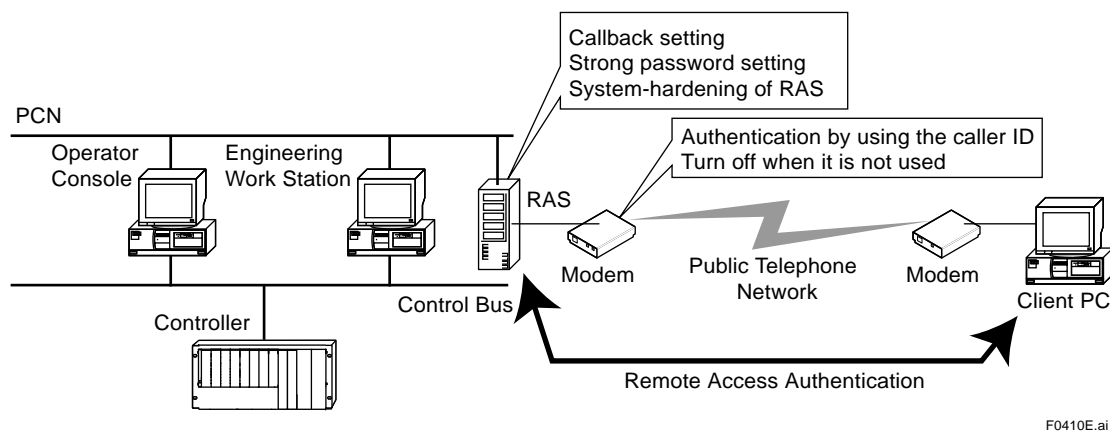 Callback setting
Strong password setting
System-hardening of RAS
PCN
Authentication by using the caller ID
Turn off when it is not used
Operator
Console
Engineering
Work Station
RAS
Modem
Public Telephone
Network
Modem
Client PC
Control Bus
Controller
Remote Access Authentication
F0410E.ai